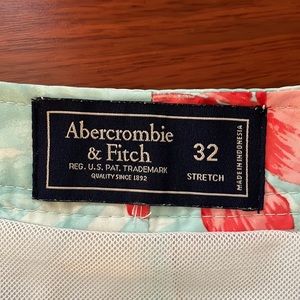 Abercrombie
& Fitch
REG. U.S. PAT. TRADEMARK
QUALITY SINCE 1892
32
STRETCH
MADE IN INDONESIA